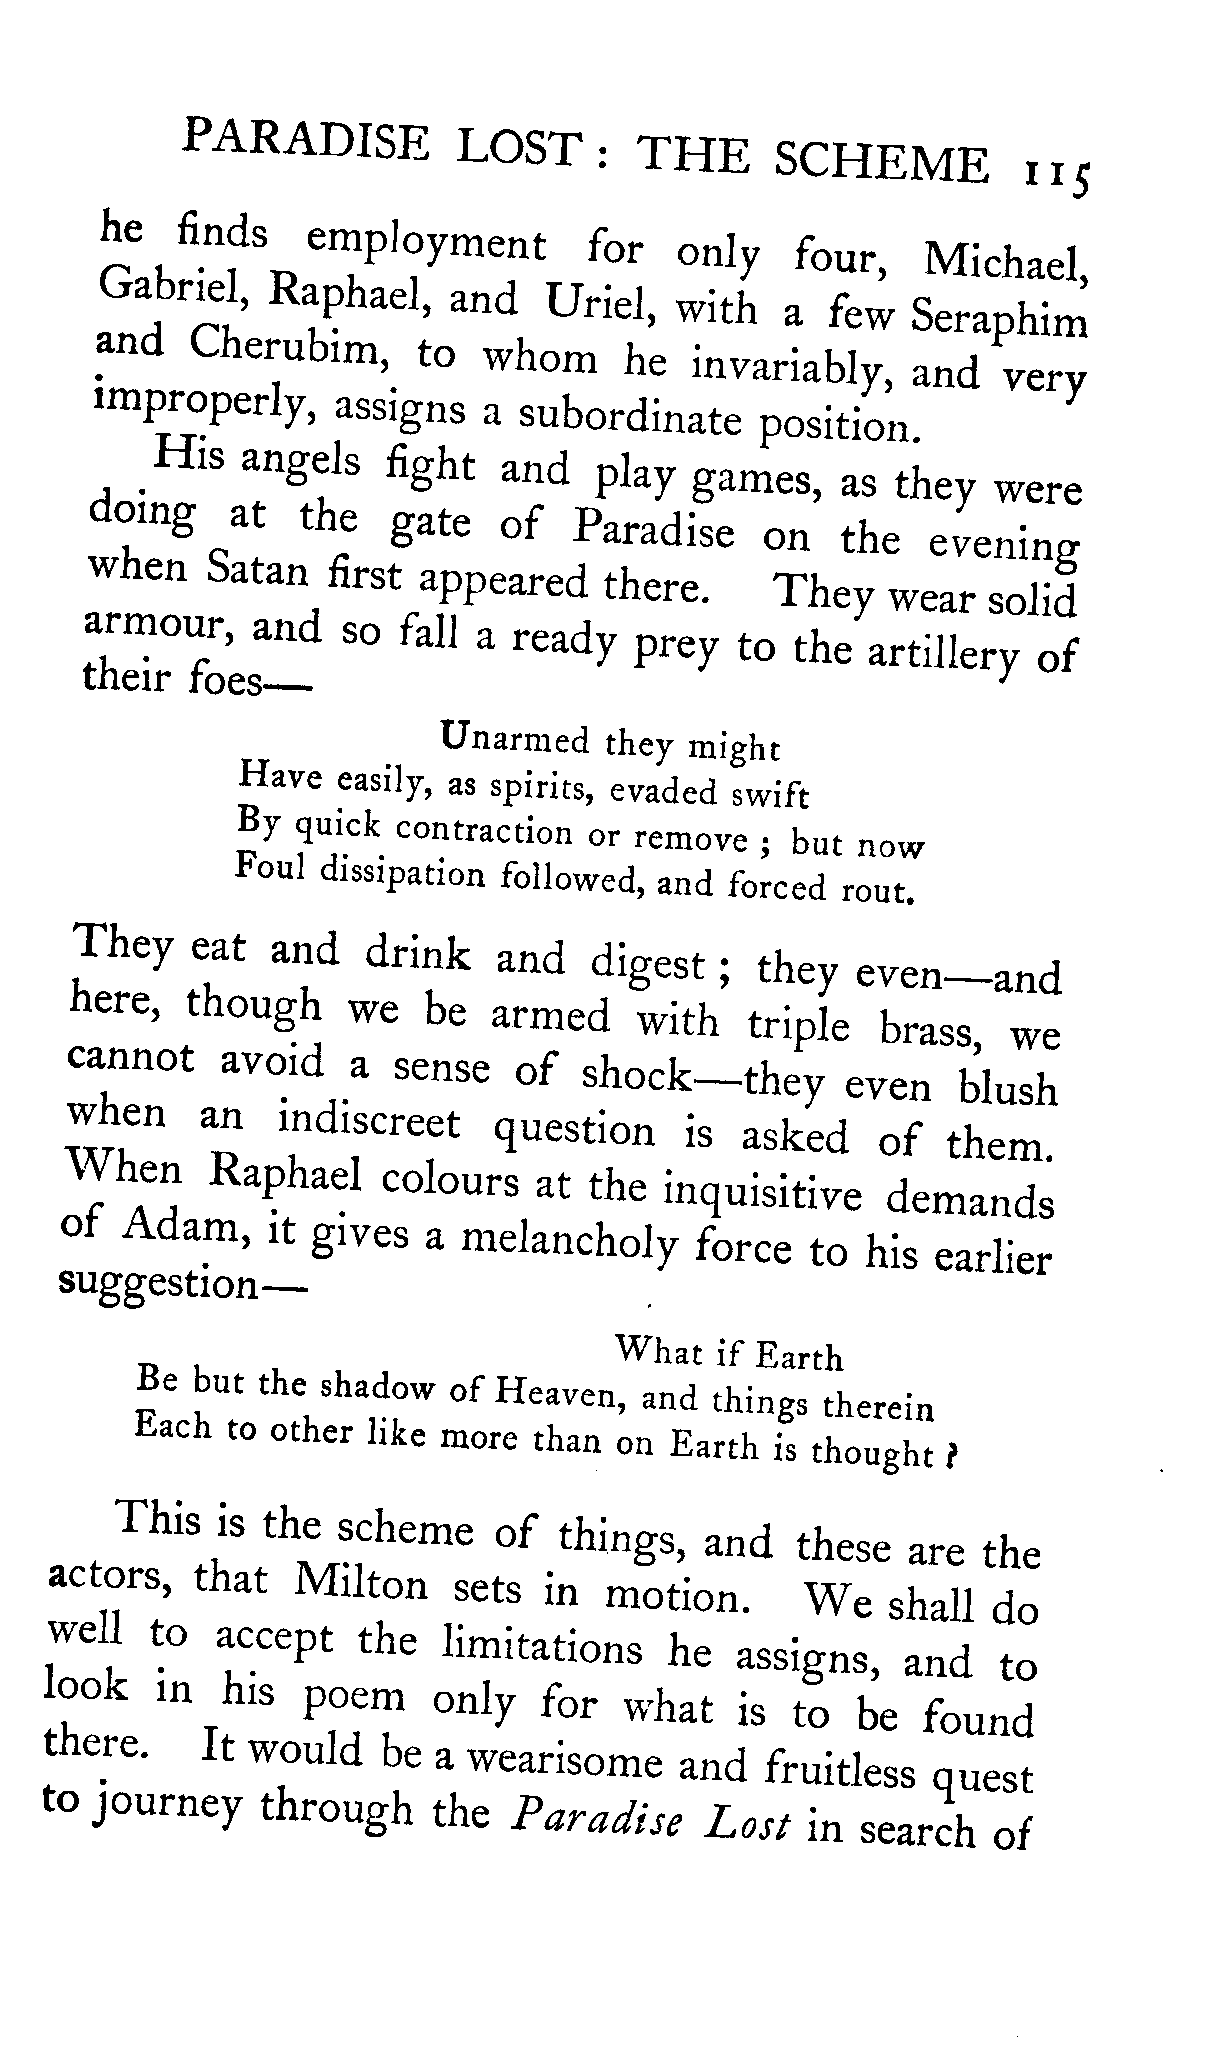 PARADISE LOST : THE SCHEME 115
he finds employment for only four, Michael,
Gabriel, Raphael, and Uriel, with a few Seraphim
and Cherubim, to whom he invariably, and very
improperly, assigns a subordinate position.
His angels fight and play games, as they were
doing at the gate of Paradise on the evening
when Satan first appeared there. They wear solid
armour, and so fall a ready prey to the artillery of
their foes—
Unarmed they might
Have easily, as spirits, evaded swift
By quick contraction or remove ; but now
Foul dissipation followed, and forced rout.
They eat and drink and digest ; they even—and
here, though we be armed with triple brass, we
cannot avoid a sense of shock—they even blush
when an indiscreet question is asked of them.
When Raphael colours at the inquisitive demands
of Adam, it gives a melancholy force to his earlier
suggestion—
What if Earth
Be but the shadow of Heaven, and things therein
Each to other like more than on Earth is thought ?
This is the scheme of things, and these are the
actors, that Milton sets in motion. We shall do
well to accept the limitations he assigns, and to
look in his poem only for what is to be found
there. It would be a wearisome and fruitless quest
to journey through the Paradise Lost in search of